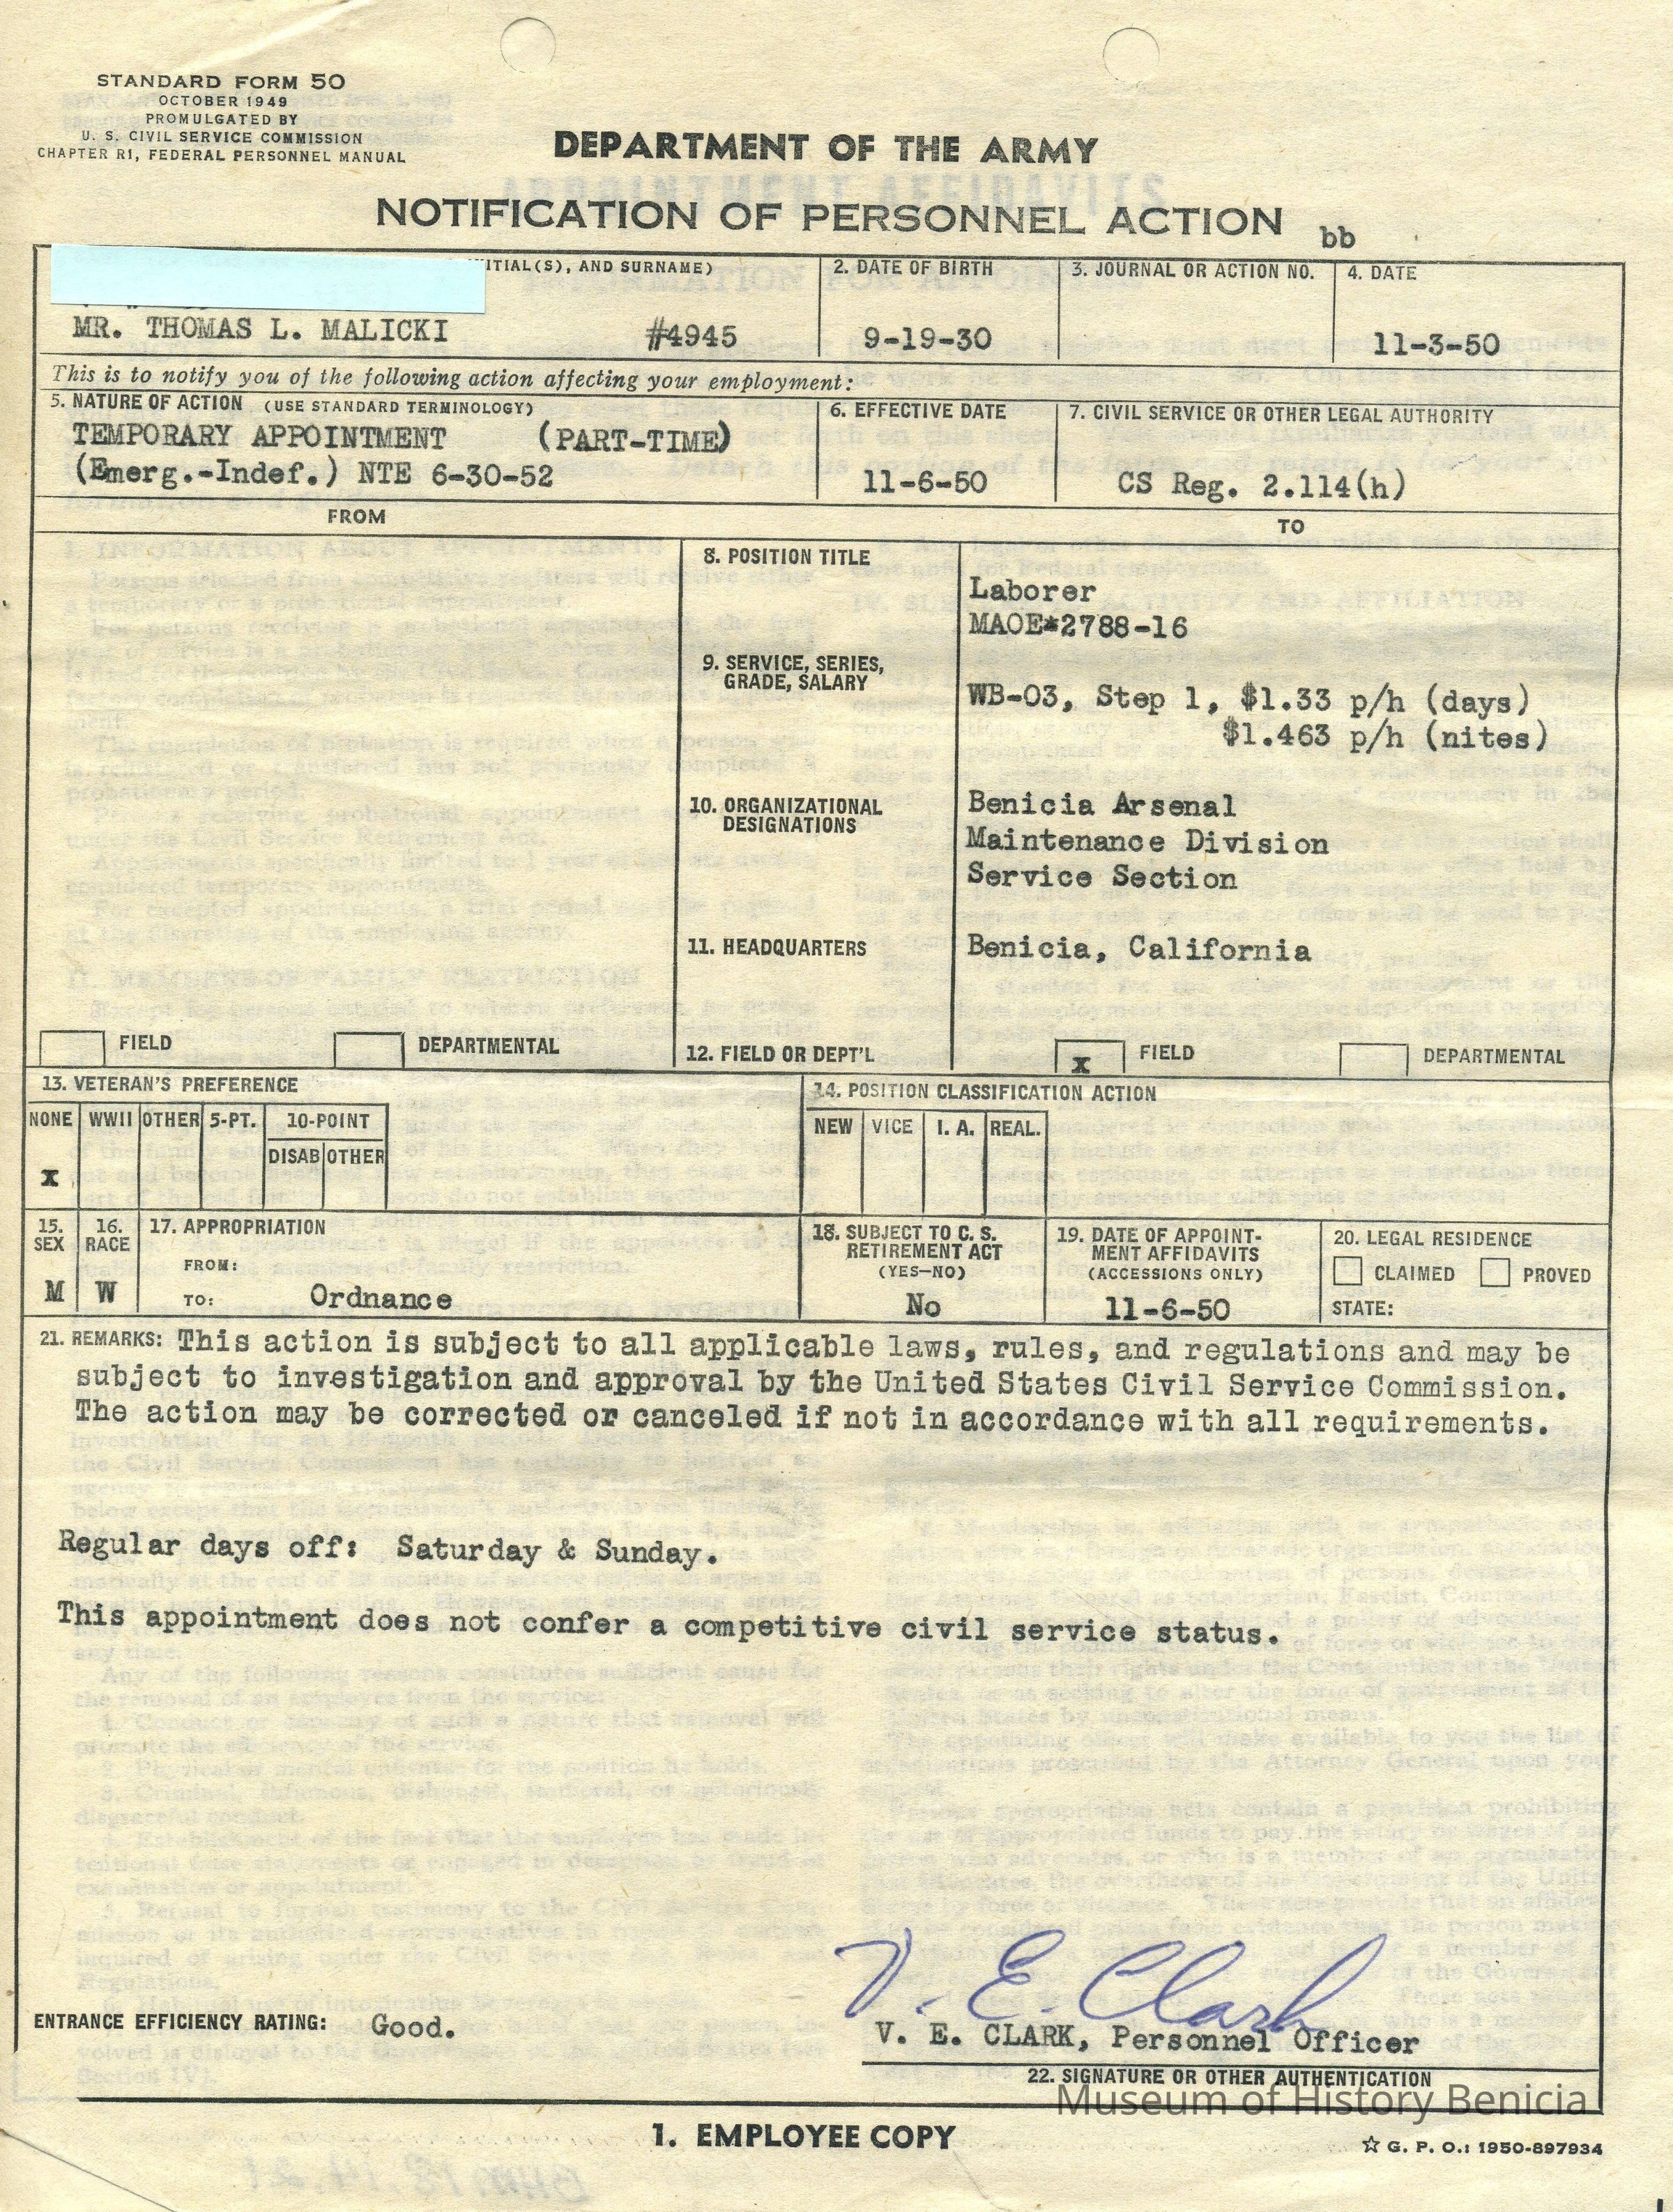 STANDARD FORM 50
OCTOBER 1949
PROMULGATED BY
U. S. CIVIL SERVICE COMMISSION
CHAPTER R1, FEDERAL PERSONNEL MANUAL
DEPARTMENT OF THE ARMY
NOTIFICATION OF PERSONNEL ACTION bb
ITIAL(S), AND SURNAME) 2. DATE OF BIRTH 3. JOURNAL OR ACTION NO. 4. DATE
MR. THOMAS L. MALICKI #4945 9-19-30 11-3-50
This is to notify you of the following action affecting your employment:
5. NATURE OF ACTION (USE STANDARD TERMINOLOGY) 6. EFFECTIVE DATE 7. CIVIL SERVICE OR OTHER LEGAL AUTHORITY
TEMPORARY APPOINTMENT (PART-TIME)
(Emerg.-Indef.) NTE 6-30-52 11-6-50 CS Reg. 2.114(h)
FROM TO
8. POSITION TITLE
Laborer
MAOE*2788-16
9. SERVICE, SERIES,
GRADE, SALARY
WB-03, Step 1, $1.33 p/h (days)
$1.463 p/h (nites)
10. ORGANIZATIONAL
DESIGNATIONS
Benicia Arsenal
Maintenance Division
Service Section
11. HEADQUARTERS Benicia, California
FIELD DEPARTMENTAL 12. FIELD OR DEPT'L x FIELD DEPARTMENTAL
13. VETERAN'S PREFERENCE 14. POSITION CLASSIFICATION ACTION
NONE WWII OTHER 5-PT. 10-POINT NEW VICE I. A. REAL.
DISAB OTHER
x
15. SEX 16. RACE 17. APPROPRIATION 18. SUBJECT TO C. S. RETIREMENT ACT (YES—NO) 19. DATE OF APPOINT-MENT AFFIDAVITS (ACCESSIONS ONLY) 20. LEGAL RESIDENCE
FROM: CLAIMED PROVED
M W TO: Ordnance No 11-6-50 STATE:
21. REMARKS: This action is subject to all applicable laws, rules, and regulations and may be
subject to investigation and approval by the United States Civil Service Commission.
The action may be corrected or canceled if not in accordance with all requirements.
Regular days off: Saturday & Sunday.
This appointment does not confer a competitive civil service status.
V. E. Clark
ENTRANCE EFFICIENCY RATING: Good. V. E. CLARK, Personnel Officer
22. SIGNATURE OR OTHER AUTHENTICATION
Museum of History Benicia
1. EMPLOYEE COPY
☆ G. P. O.: 1950-897934